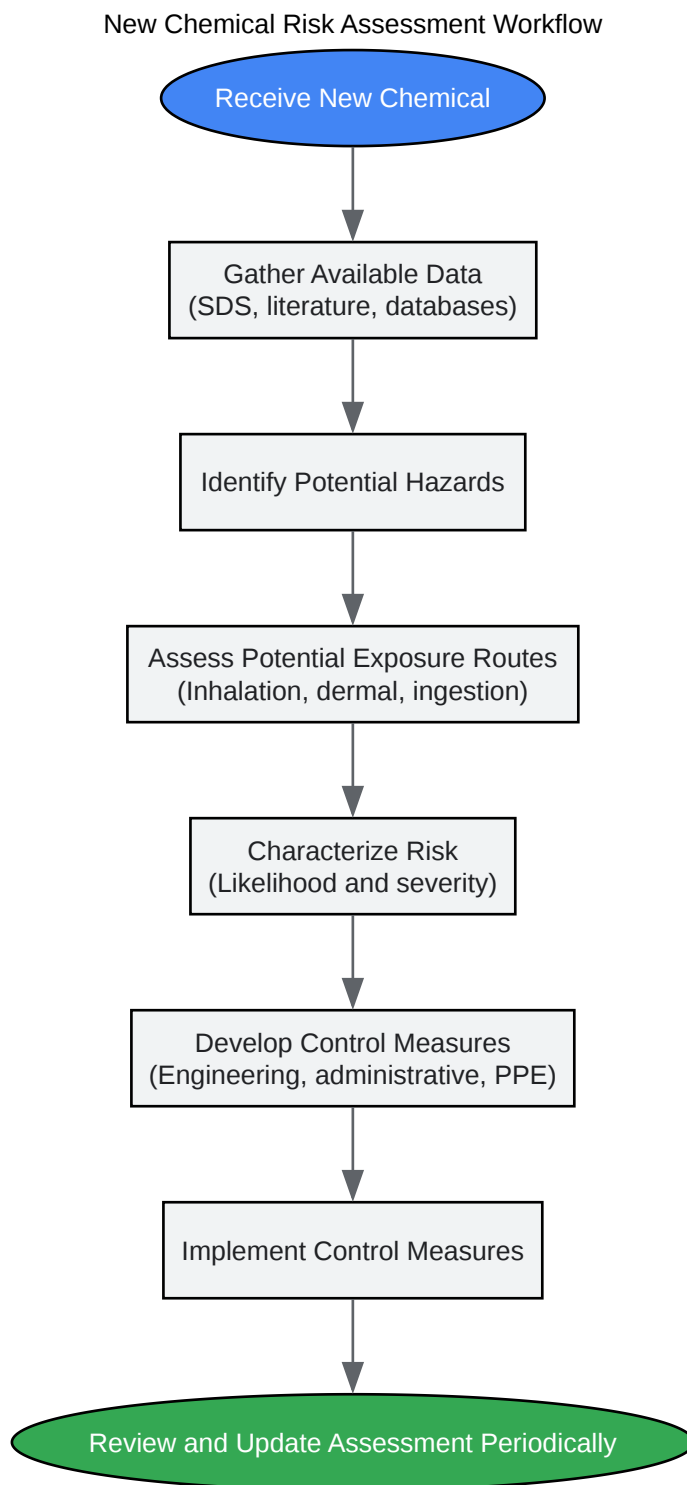 New Chemical Risk Assessment Workflow
Receive New Chemical
Gather Available Data
(SDS, literature, databases)
Identify Potential Hazards
Assess Potential Exposure Routes
(Inhalation, dermal, ingestion)
Characterize Risk
(Likelihood and severity)
Develop Control Measures
(Engineering, administrative, PPE)
Implement Control Measures
Review and Update Assessment Periodically